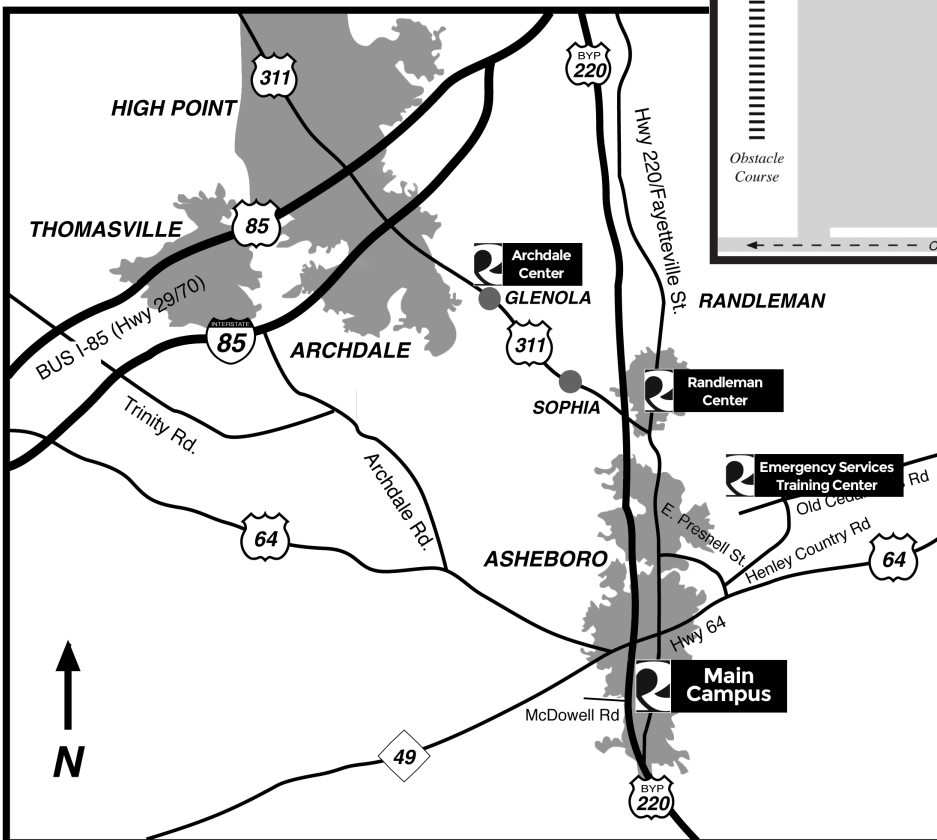 311
BYP
220
HIGH POINT
Hwy 220/Fayetteville St.
Obstacle
Course
THOMASVILLE
85
Archdale
Center
GLENOLA
RANDLEMAN
BUS I-85 (Hwy 29/70)
INTERSTATE
85
ARCHDALE
311
Randleman
Center
SOPHIA
Trinity Rd.
Archdale Rd.
Emergency Services
Training Center
Old Rd
E. Presnell St.
Henley Country Rd
64
64
ASHEBORO
Hwy 64
Main
Campus
McDowell Rd
N
49
BYP
220